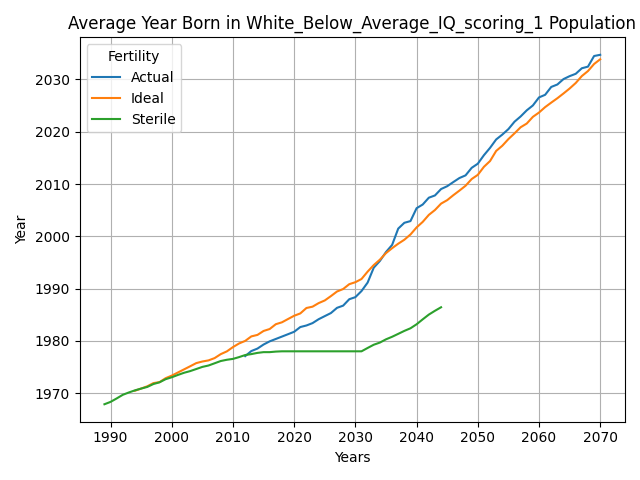 Average Year Born in White_Below_Average_IQ_scoring_1 Population
Fertility
Actual
Ideal
Sterile
Year
2030
2020
2010
2000
1990
1980
1970
1990 2000 2010 2020 2030 2040 2050 2060 2070
Years